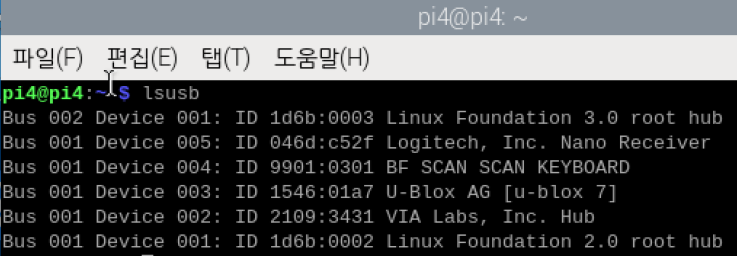 pi4@pi4: ~
파일(F) 편집(E) 탭(T) 도움말(H)
pi4@pi4:~$ lsusb
Bus 002 Device 001: ID 1d6b:0003 Linux Foundation 3.0 root hub
Bus 001 Device 005: ID 046d:c52f Logitech, Inc. Nano Receiver
Bus 001 Device 004: ID 9901:0301 BF SCAN SCAN KEYBOARD
Bus 001 Device 003: ID 1546:01a7 U-Blox AG [u-blox 7]
Bus 001 Device 002: ID 2109:3431 VIA Labs, Inc. Hub
Bus 001 Device 001: ID 1d6b:0002 Linux Foundation 2.0 root hub